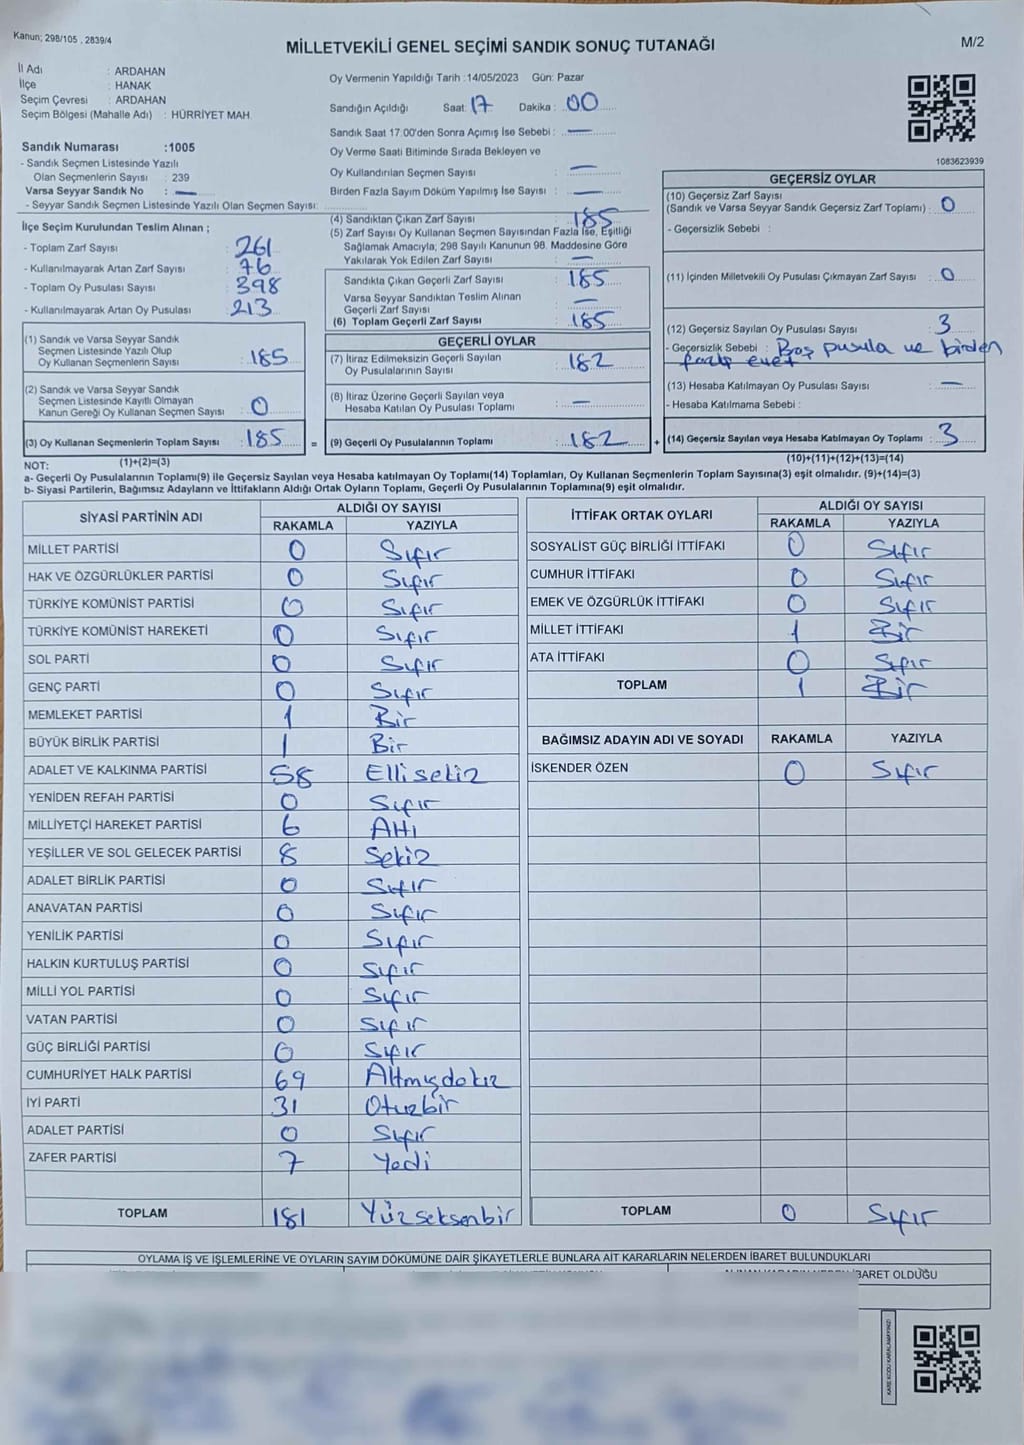 Kanun; 298/105 , 2839/4
MİLLETVEKİLİ GENEL SEÇİMİ SANDIK SONUÇ TUTANAĞI
M/2
İl Adı : ARDAHAN
İlçe : HANAK
Seçim Çevresi : ARDAHAN
Seçim Bölgesi (Mahalle Adı) : HÜRRİYET MAH.
Sandık Numarası :1005
- Sandık Seçmen Listesinde Yazılı
Olan Seçmenlerin Sayısı : 239
Varsa Seyyar Sandık No : —
- Seyyar Sandık Seçmen Listesinde Yazılı Olan Seçmen Sayısı:
Oy Vermenin Yapıldığı Tarih :14/05/2023 Gün: Pazar
Sandığın Açıldığı Saat: 17 Dakika : 00
Sandık Saat 17:00'den Sonra Açımış İse Sebebi : —
Oy Verme Saati Bitiminde Sırada Bekleyen ve
Oy Kullandırılan Seçmen Sayısı : —
Birden Fazla Sayım Döküm Yapılmış İse Sayısı : —
1083623939
İlçe Seçim Kurulundan Teslim Alınan ;
- Toplam Zarf Sayısı : 261
- Kullanılmayarak Artan Zarf Sayısı : 76
- Toplam Oy Pusulası Sayısı : 398
- Kullanılmayarak Artan Oy Pusulası : 213
(1) Sandık ve Varsa Seyyar Sandık
Seçmen Listesinde Yazılı Olup
Oy Kullanan Seçmenlerin Sayısı : 185
(2) Sandık ve Varsa Seyyar Sandık
Seçmen Listesinde Kayıtlı Olmayan
Kanun Gereği Oy Kullanan Seçmen Sayısı : 0
(3) Oy Kullanan Seçmenlerin Toplam Sayısı : 185
(1)+(2)=(3)
(4) Sandıktan Çıkan Zarf Sayısı : 185
(5) Zarf Sayısı Oy Kullanan Seçmen Sayısından Fazla İse, Eşitliği
Sağlamak Amacıyla; 298 Sayılı Kanunun 98. Maddesine Göre
Yakılarak Yok Edilen Zarf Sayısı : —
Sandıkta Çıkan Geçerli Zarf Sayısı : 185
Varsa Seyyar Sandıktan Teslim Alınan
Geçerli Zarf Sayısı : —
(6) Toplam Geçerli Zarf Sayısı : 185
GEÇERLİ OYLAR
(7) İtiraz Edilmeksizin Geçerli Sayılan
Oy Pusulalarının Sayısı : 182
(8) İtiraz Üzerine Geçerli Sayılan veya
Hesaba Katılan Oy Pusulası Toplamı : —
= (9) Geçerli Oy Pusulalarının Toplamı : 182 +
GEÇERSİZ OYLAR
(10) Geçersiz Zarf Sayısı
(Sandık ve Varsa Seyyar Sandık Geçersiz Zarf Toplamı) : 0
- Geçersizlik Sebebi :
(11) İçinden Milletvekili Oy Pusulası Çıkmayan Zarf Sayısı : 0
(12) Geçersiz Sayılan Oy Pusulası Sayısı : 3
- Geçersizlik Sebebi : Boş pusula ve birden
fazla evet
(13) Hesaba Katılmayan Oy Pusulası Sayısı : —
- Hesaba Katılmama Sebebi :
(14) Geçersiz Sayılan veya Hesaba Katılmayan Oy Toplamı : 3
(10)+(11)+(12)+(13)=(14)
NOT:
a- Geçerli Oy Pusulalarının Toplamı(9) ile Geçersiz Sayılan veya Hesaba katılmayan Oy Toplamı(14) Toplamları, Oy Kullanan Seçmenlerin Toplam Sayısına(3) eşit olmalıdır. (9)+(14)=(3)
b- Siyasi Partilerin, Bağımsız Adayların ve İttifakların Aldığı Ortak Oyların Toplamı, Geçerli Oy Pusulalarının Toplamına(9) eşit olmalıdır.
SİYASİ PARTİNİN ADI ALDIĞI OY SAYISI
RAKAMLA YAZIYLA
MİLLET PARTİSİ 0 Sıfır
HAK VE ÖZGÜRLÜKLER PARTİSİ 0 Sıfır
TÜRKİYE KOMÜNİST PARTİSİ 0 Sıfır
TÜRKİYE KOMÜNİST HAREKETİ 0 Sıfır
SOL PARTİ 0 Sıfır
GENÇ PARTİ 0 Sıfır
MEMLEKET PARTİSİ 1 Bir
BÜYÜK BİRLİK PARTİSİ 1 Bir
ADALET VE KALKINMA PARTİSİ 58 Ellisekiz
YENİDEN REFAH PARTİSİ 0 Sıfır
MİLLİYETÇİ HAREKET PARTİSİ 6 Altı
YEŞİLLER VE SOL GELECEK PARTİSİ 8 Sekiz
ADALET BİRLİK PARTİSİ 0 Sıfır
ANAVATAN PARTİSİ 0 Sıfır
YENİLİK PARTİSİ 0 Sıfır
HALKIN KURTULUŞ PARTİSİ 0 Sıfır
MİLLİ YOL PARTİSİ 0 Sıfır
VATAN PARTİSİ 0 Sıfır
GÜÇ BİRLİĞİ PARTİSİ 0 Sıfır
CUMHURİYET HALK PARTİSİ 69 Altmışdokız
İYİ PARTİ 31 Otuzbir
ADALET PARTİSİ 0 Sıfır
ZAFER PARTİSİ 7 Yedi
TOPLAM 181 Yüzseksenbir
İTTİFAK ORTAK OYLARI ALDIĞI OY SAYISI
RAKAMLA YAZIYLA
SOSYALİST GÜÇ BİRLİĞİ İTTİFAKI 0 Sıfır
CUMHUR İTTİFAKI 0 Sıfır
EMEK VE ÖZGÜRLÜK İTTİFAKI 0 Sıfır
MİLLET İTTİFAKI 1 Bir
ATA İTTİFAKI 0 Sıfır
TOPLAM 1 Bir
BAĞIMSIZ ADAYIN ADI VE SOYADI RAKAMLA YAZIYLA
İSKENDER ÖZEN 0 Sıfır
TOPLAM 0 Sıfır
OYLAMA İŞ VE İŞLEMLERİNE VE OYLARIN SAYIM DÖKÜMÜNE DAİR ŞİKAYETLERLE BUNLARA AİT KARARLARIN NELERDEN İBARET BULUNDUKLARI
İBARET OLDUĞU
KARE KODU KARALAMAYINIZ!